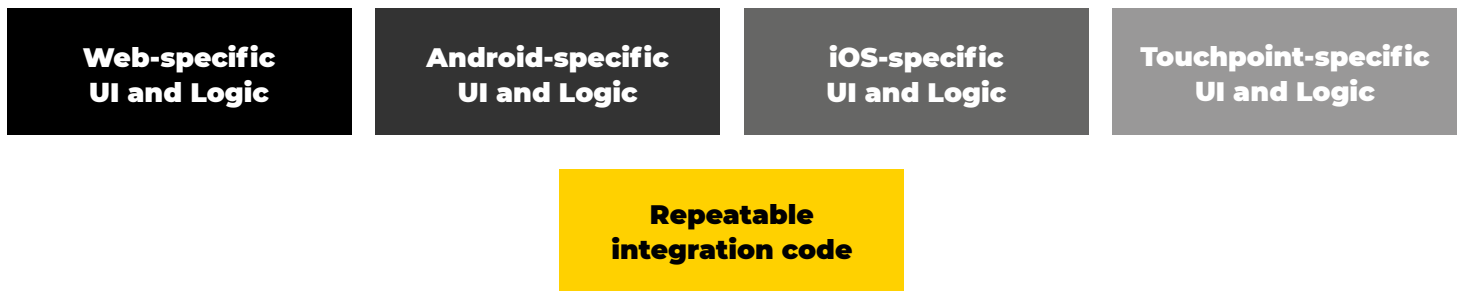 Web-specific
UI and Logic
Android-specific
UI and Logic
iOS-specific
UI and Logic
Touchpoint-specific
UI and Logic
Repeatable
integration code